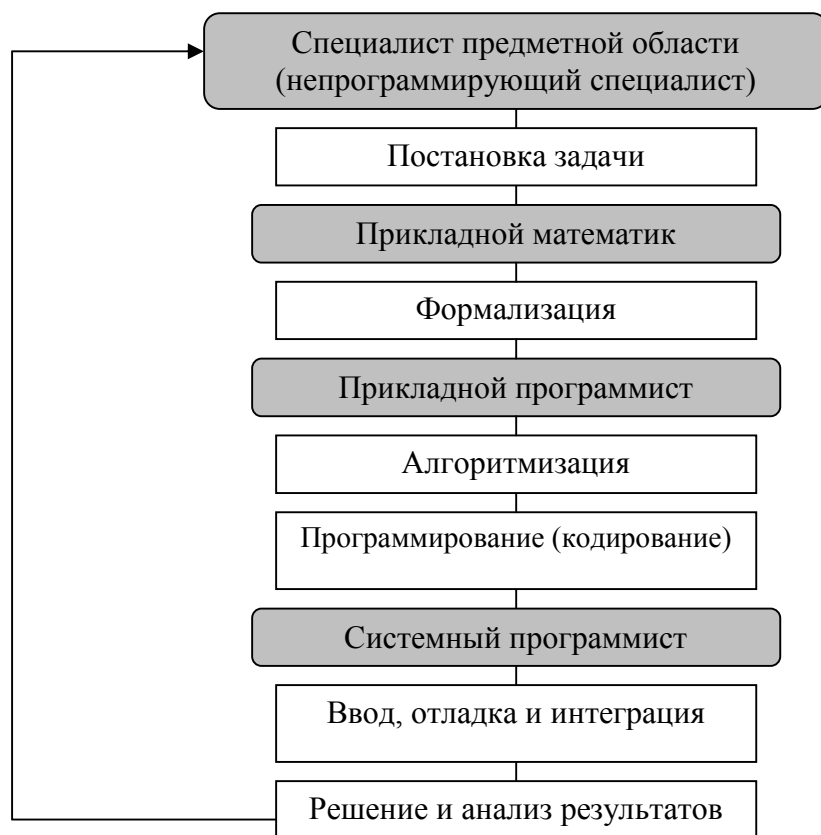 Специалист предметной области
(непрограммирующий специалист)
Постановка задачи
Прикладной математик
Формализация
Прикладной программист
Алгоритмизация
Программирование (кодирование)
Системный программист
Ввод, отладка и интеграция
Решение и анализ результатов